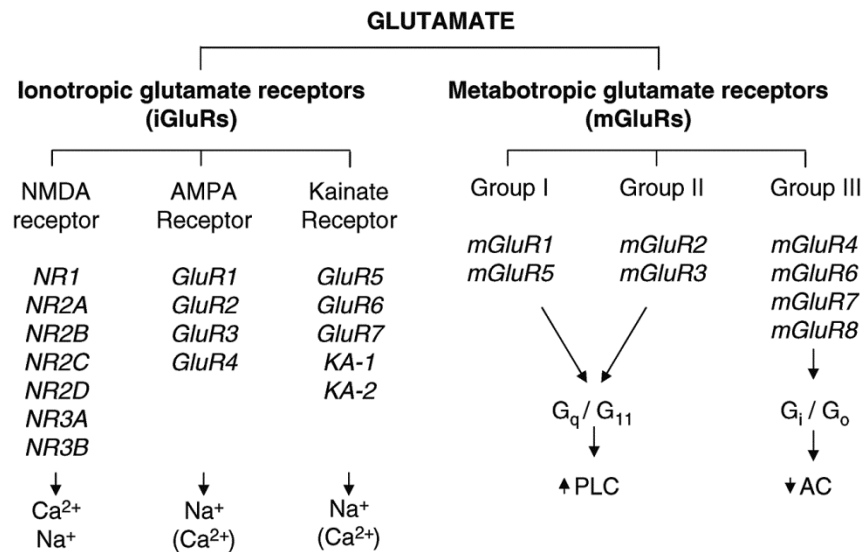 GLUTAMATE
Ionotropic glutamate receptors
(iGluRs)
NMDA
receptor
NR1
NR2A
NR2B
NR2C
NR2D
NR3A
NR3B
Ca²⁺
Na⁺
AMPA
Receptor
GluR1
GluR2
GluR3
GluR4
Na⁺
(Ca²⁺)
Kainate
Receptor
GluR5
GluR6
GluR7
KA-1
KA-2
Na⁺
(Ca²⁺)
Metabotropic glutamate receptors
(mGluRs)
Group I
mGluR1
mGluR5
Group II
mGluR2
mGluR3
Gq / G11
PLC
Group III
mGluR4
mGluR6
mGluR7
mGluR8
Gi / Go
AC